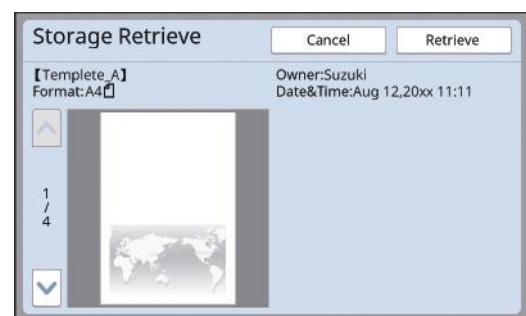 Storage Retrieve
Cancel
Retrieve
【Templete_A】
Format:A4
Owner:Suzuki
Date&Time:Aug 12,20xx 11:11
1
/
4